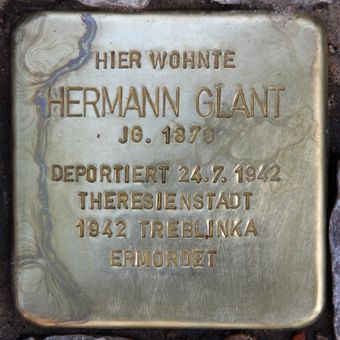 HIER WOHNTE
HERMANN GLANT
JG. 1870
DEPORTIERT 24.7.1942
THERESIENSTADT
1942 TREBLINKA
ERMORDET